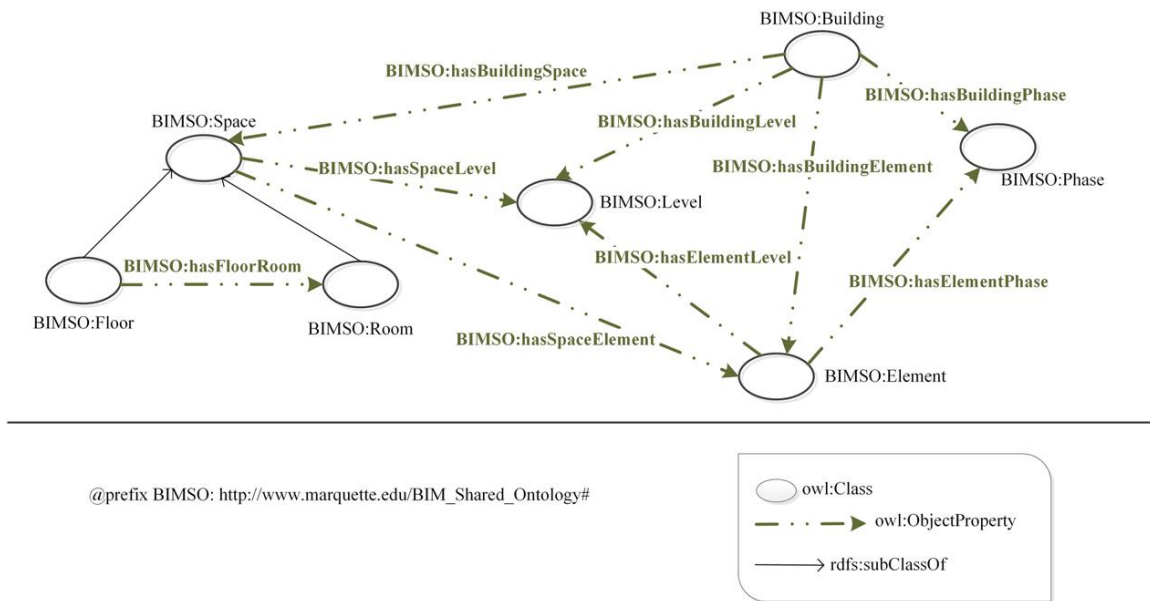 BIMSO:Building
BIMSO:hasBuildingSpace
BIMSO:hasBuildingPhase
BIMSO:Space
BIMSO:hasBuildingLevel
BIMSO:hasSpaceLevel
BIMSO:hasBuildingElement
BIMSO:Phase
BIMSO:Level
BIMSO:hasElementLevel
BIMSO:hasFloorRoom
BIMSO:hasElementPhase
BIMSO:Floor
BIMSO:Room
BIMSO:hasSpaceElement
BIMSO:Element
@prefix BIMSO: http://www.marquette.edu/BIM_Shared_Ontology#
owl:Class
owl:ObjectProperty
rdfs:subClassOf